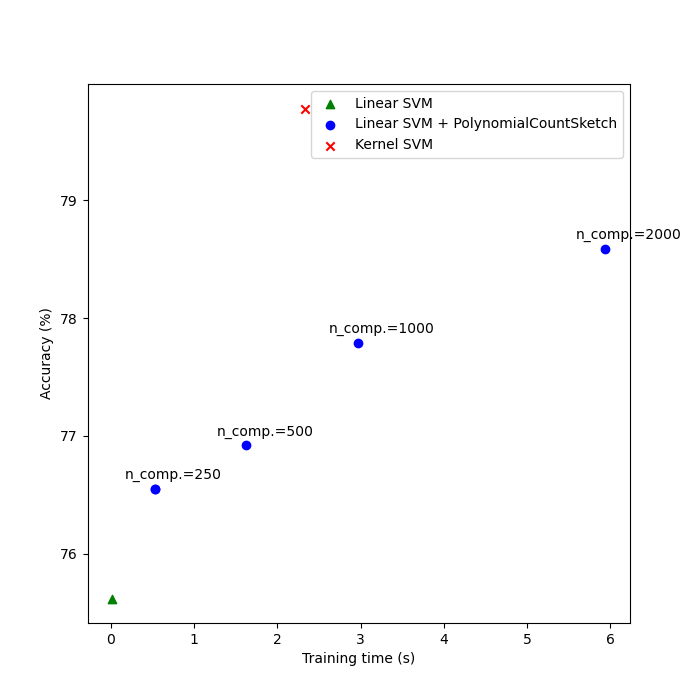 Linear SVM
Linear SVM + PolynomialCountSketch
Kernel SVM
79
n_comp.=2000
78
n_comp.=1000
77
n_comp.=500
n_comp.=250
76
Accuracy (%)
0 1 2 3 4 5 6
Training time (s)